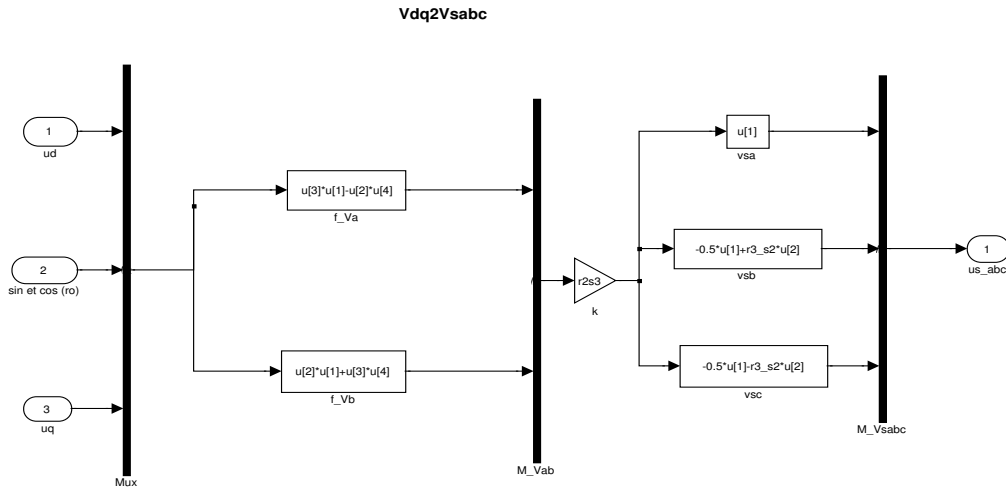 Vdq2Vsabc
1
ud
2
sin et cos (ro)
3
uq
Mux
u[3]*u[1]-u[2]*u[4]
f_Va
u[2]*u[1]+u[3]*u[4]
f_Vb
M_Vab
r2s3
k
u[1]
vsa
-0.5*u[1]+r3_s2*u[2]
vsb
-0.5*u[1]-r3_s2*u[2]
vsc
M_Vsabc
1
us_abc